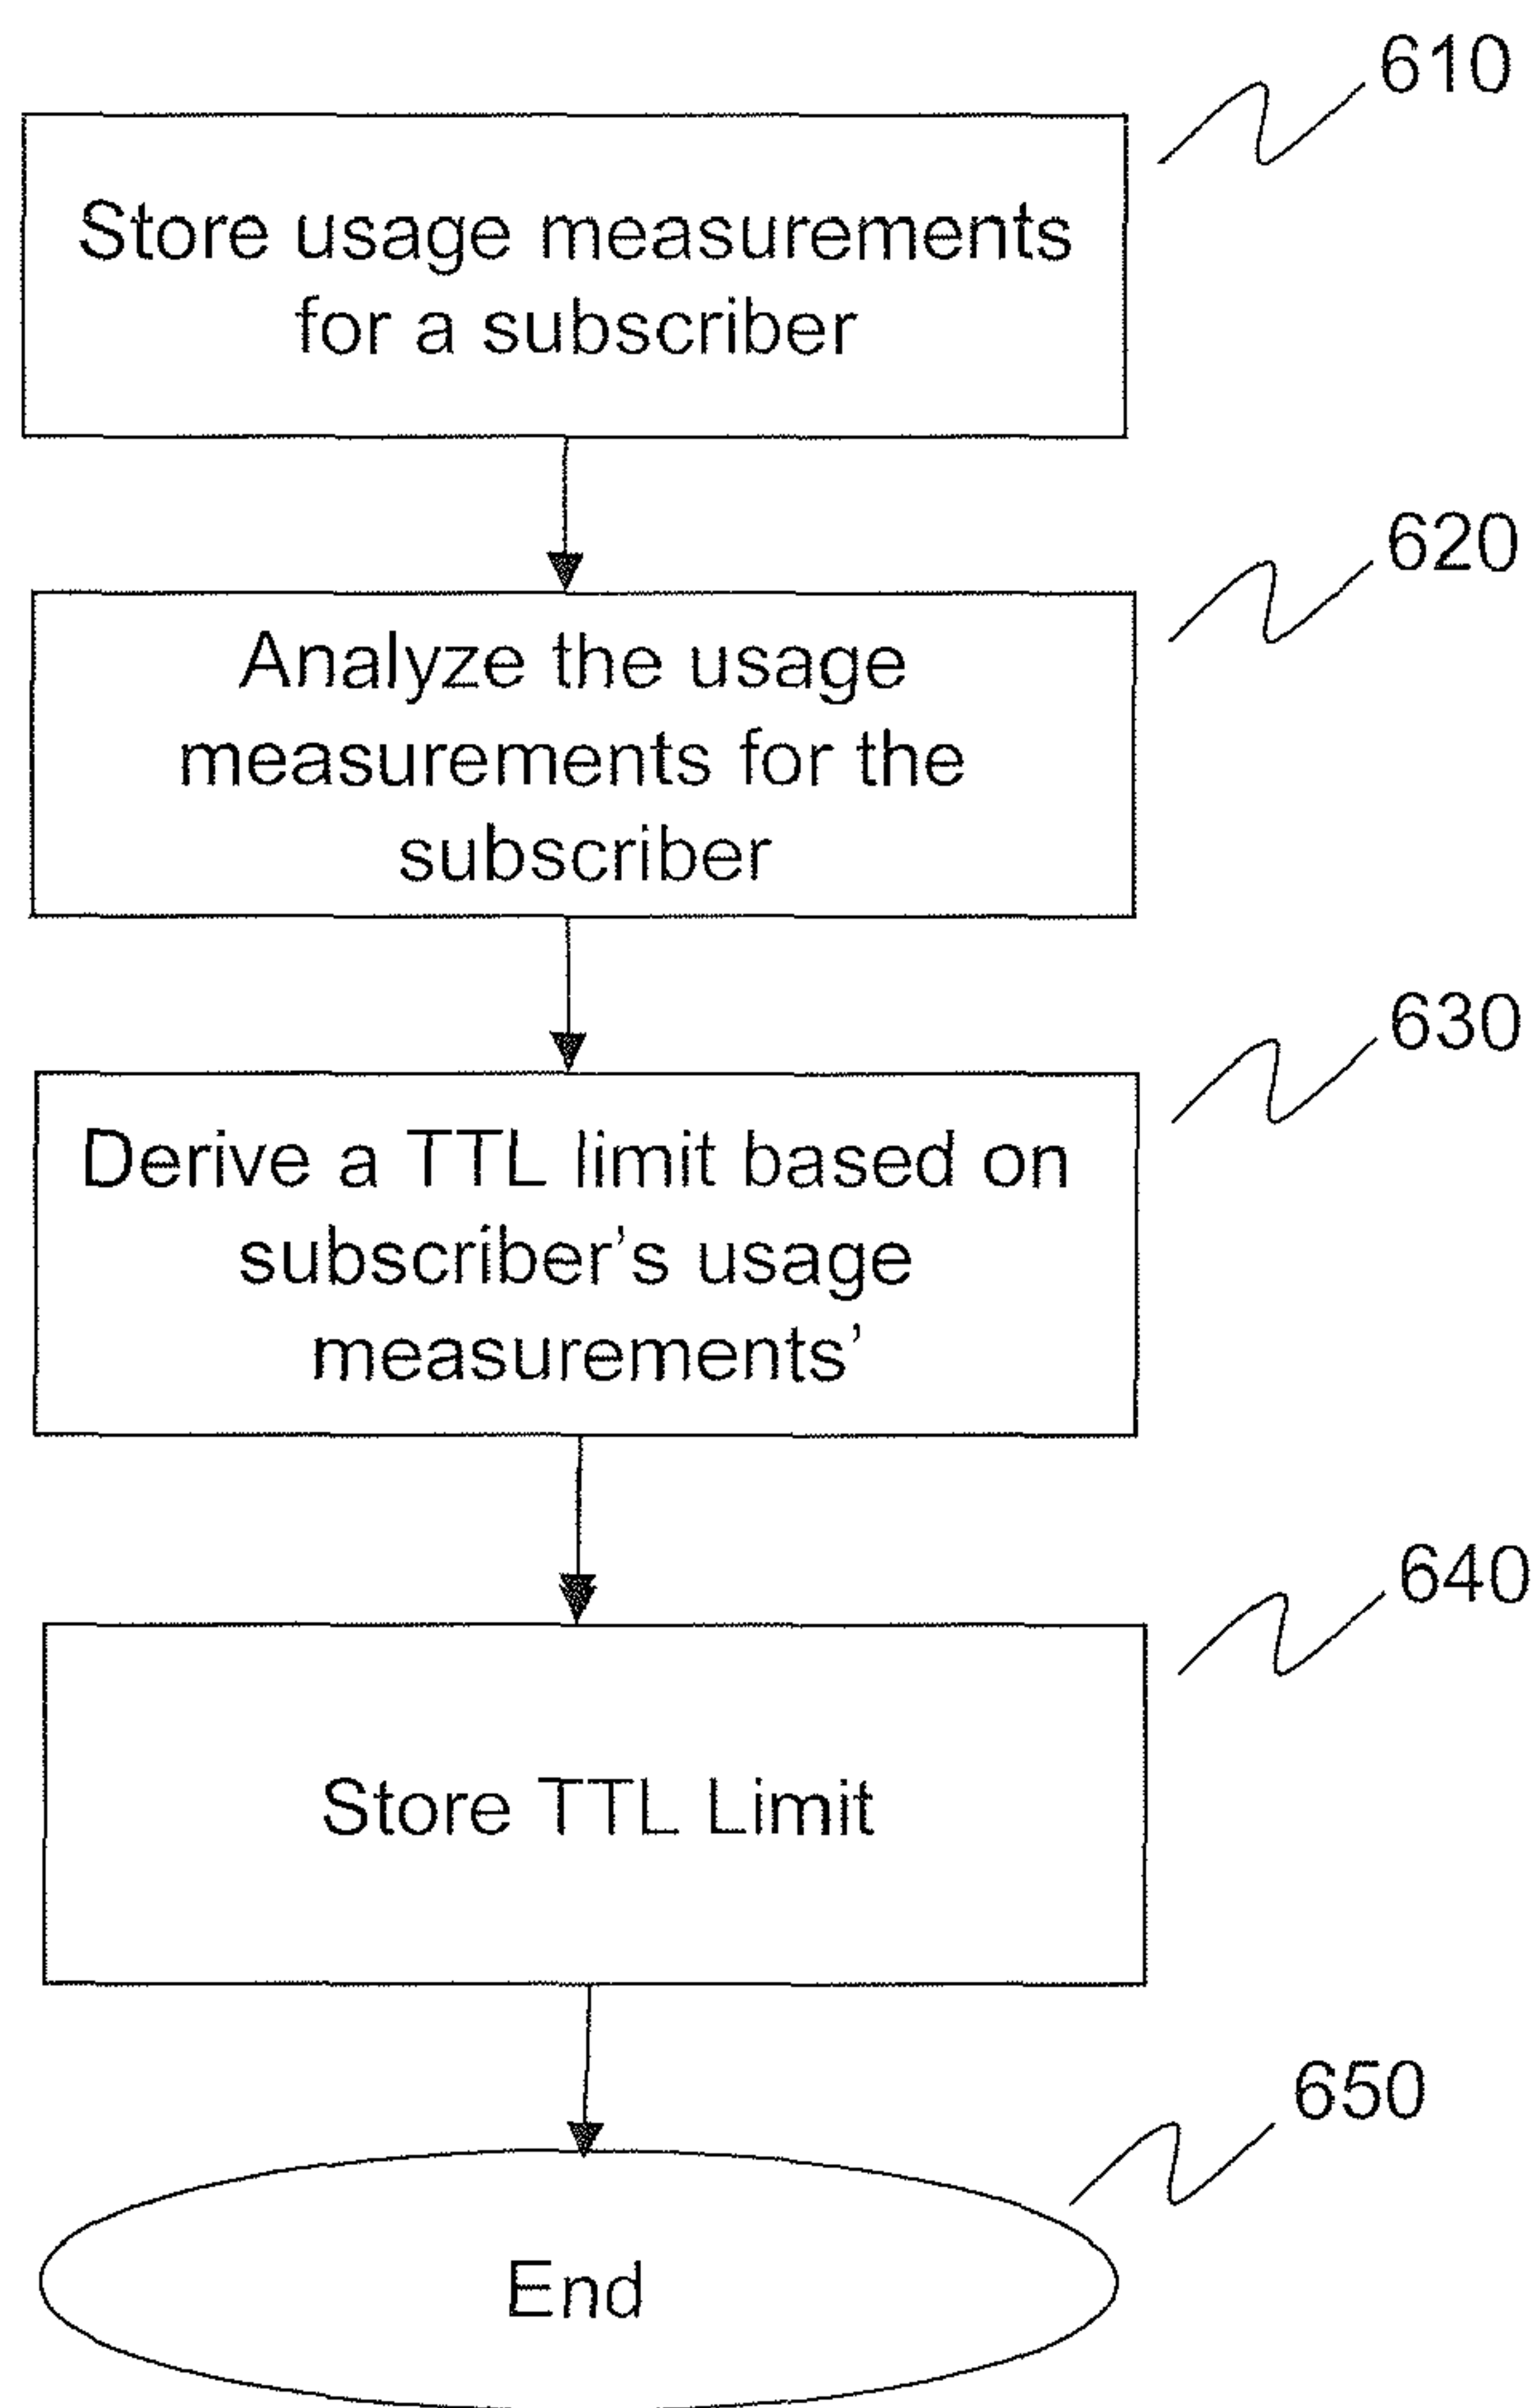 610
Store usage measurements
for a subscriber
620
Analyze the usage
measurements for the
subscriber
630
Derive a TTL limit based on
subscriber's usage
measurements'
640
Store TTL Limit
650
End